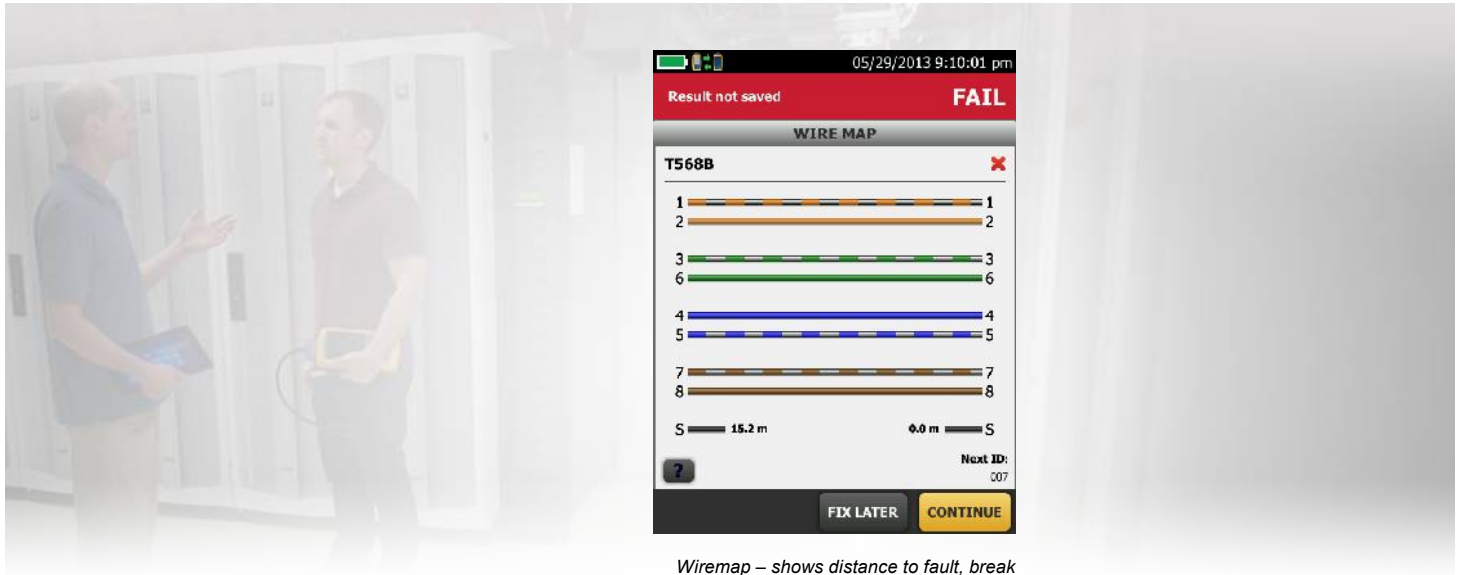 05/29/2013 9:10:01 pm
Result not saved FAIL
WIRE MAP
T568B
1 1
2 2
3 3
6 6
4 4
5 5
7 7
8 8
S 15.2 m 0.0 m S
? Next ID:
007
FIX LATER CONTINUE
Wiremap – shows distance to fault, break